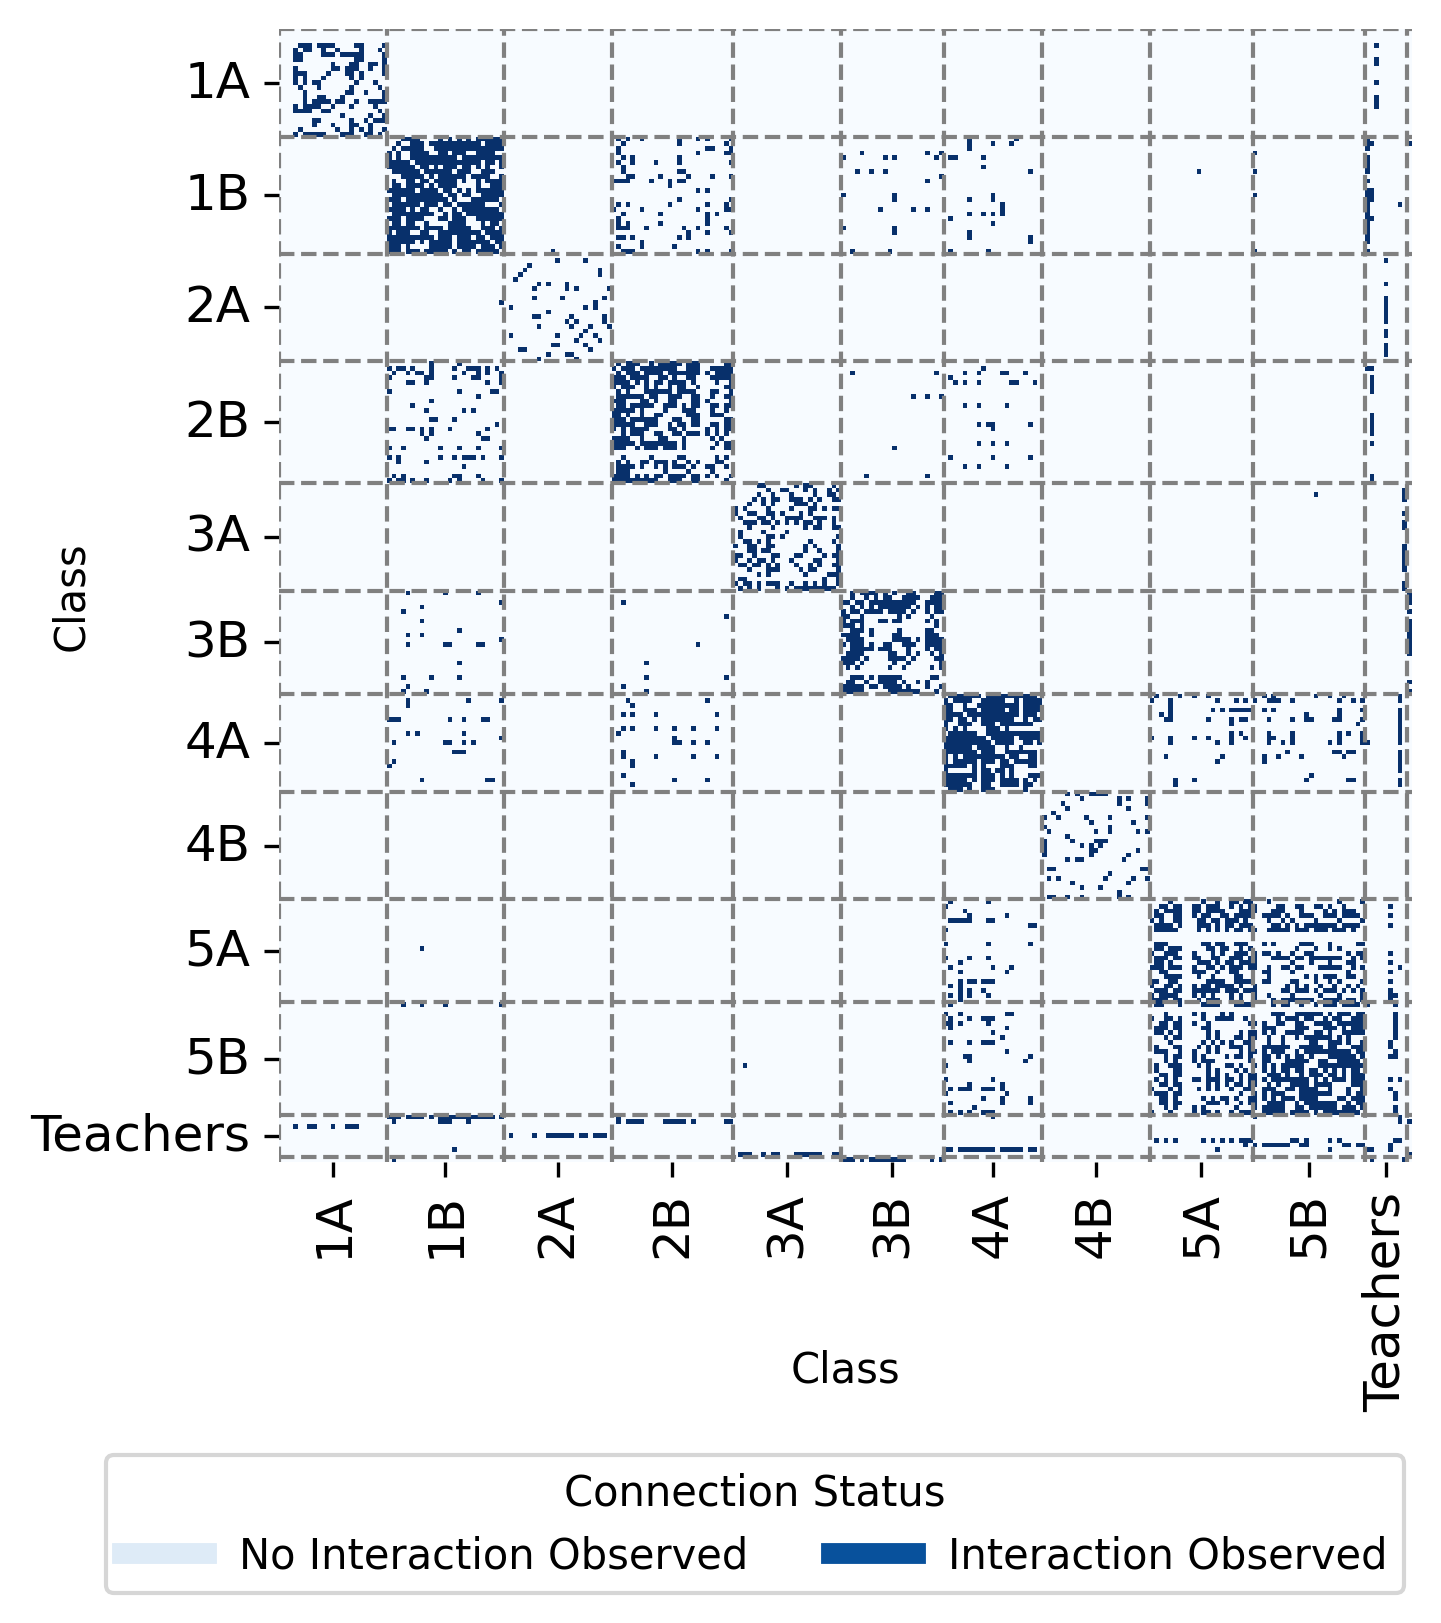 1A
1B
2A
2B
3A
3B
4A
4B
5A
5B
Teachers
Class
1A
1B
2A
2B
3A
3B
4A
4B
5A
5B
Teachers
Class
Connection Status
No Interaction Observed
Interaction Observed